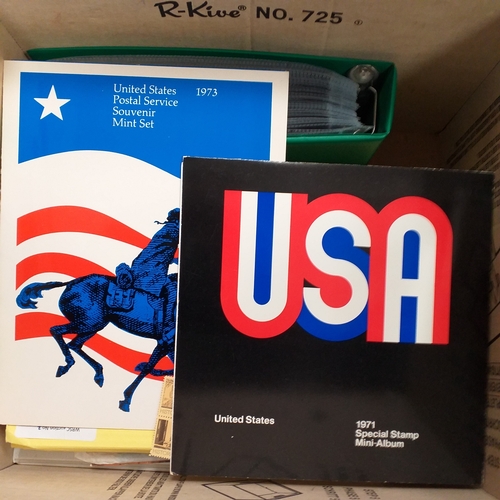 R-Kive® NO. 725
United States 1973
Postal Service
Souvenir
Mint Set
USA
United States
1971
Special Stamp
Mini-Album